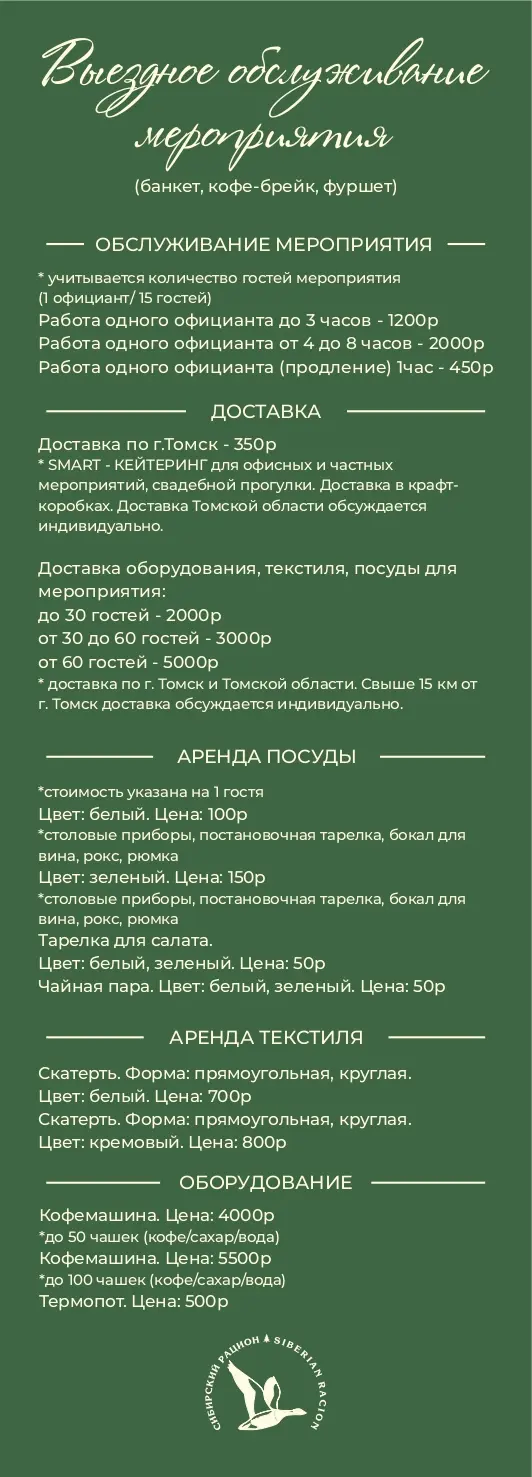 Выездное обслуживание
мероприятия
(банкет, кофе-брейк, фуршет)
ОБСЛУЖИВАНИЕ МЕРОПРИЯТИЯ
* учитывается количество гостей мероприятия
(1 официант/ 15 гостей)
Работа одного официанта до 3 часов - 1200р
Работа одного официанта от 4 до 8 часов - 2000р
Работа одного официанта (продление) 1час - 450р
ДОСТАВКА
Доставка по г.Томск - 350р
* SMART - КЕЙТЕРИНГ для офисных и частных
мероприятий, свадебной прогулки. Доставка в крафт-
коробках. Доставка Томской области обсуждается
индивидуально.
Доставка оборудования, текстиля, посуды для
мероприятия:
до 30 гостей - 2000р
от 30 до 60 гостей - 3000р
от 60 гостей - 5000р
* доставка по г. Томск и Томской области. Свыше 15 км от
г. Томск доставка обсуждается индивидуально.
АРЕНДА ПОСУДЫ
*стоимость указана на 1 гостя
Цвет: белый. Цена: 100р
*столовые приборы, постановочная тарелка, бокал для
вина, рокс, рюмка
Цвет: зеленый. Цена: 150р
*столовые приборы, постановочная тарелка, бокал для
вина, рокс, рюмка
Тарелка для салата.
Цвет: белый, зеленый. Цена: 50р
Чайная пара. Цвет: белый, зеленый. Цена: 50р
АРЕНДА ТЕКСТИЛЯ
Скатерть. Форма: прямоугольная, круглая.
Цвет: белый. Цена: 700р
Скатерть. Форма: прямоугольная, круглая.
Цвет: кремовый. Цена: 800р
ОБОРУДОВАНИЕ
Кофемашина. Цена: 4000р
*до 50 чашек (кофе/сахар/вода)
Кофемашина. Цена: 5500р
*до 100 чашек (кофе/сахар/вода)
Термопот. Цена: 500р
СИБИРСКИЙ РАЦИОН SIBERIAN RACION